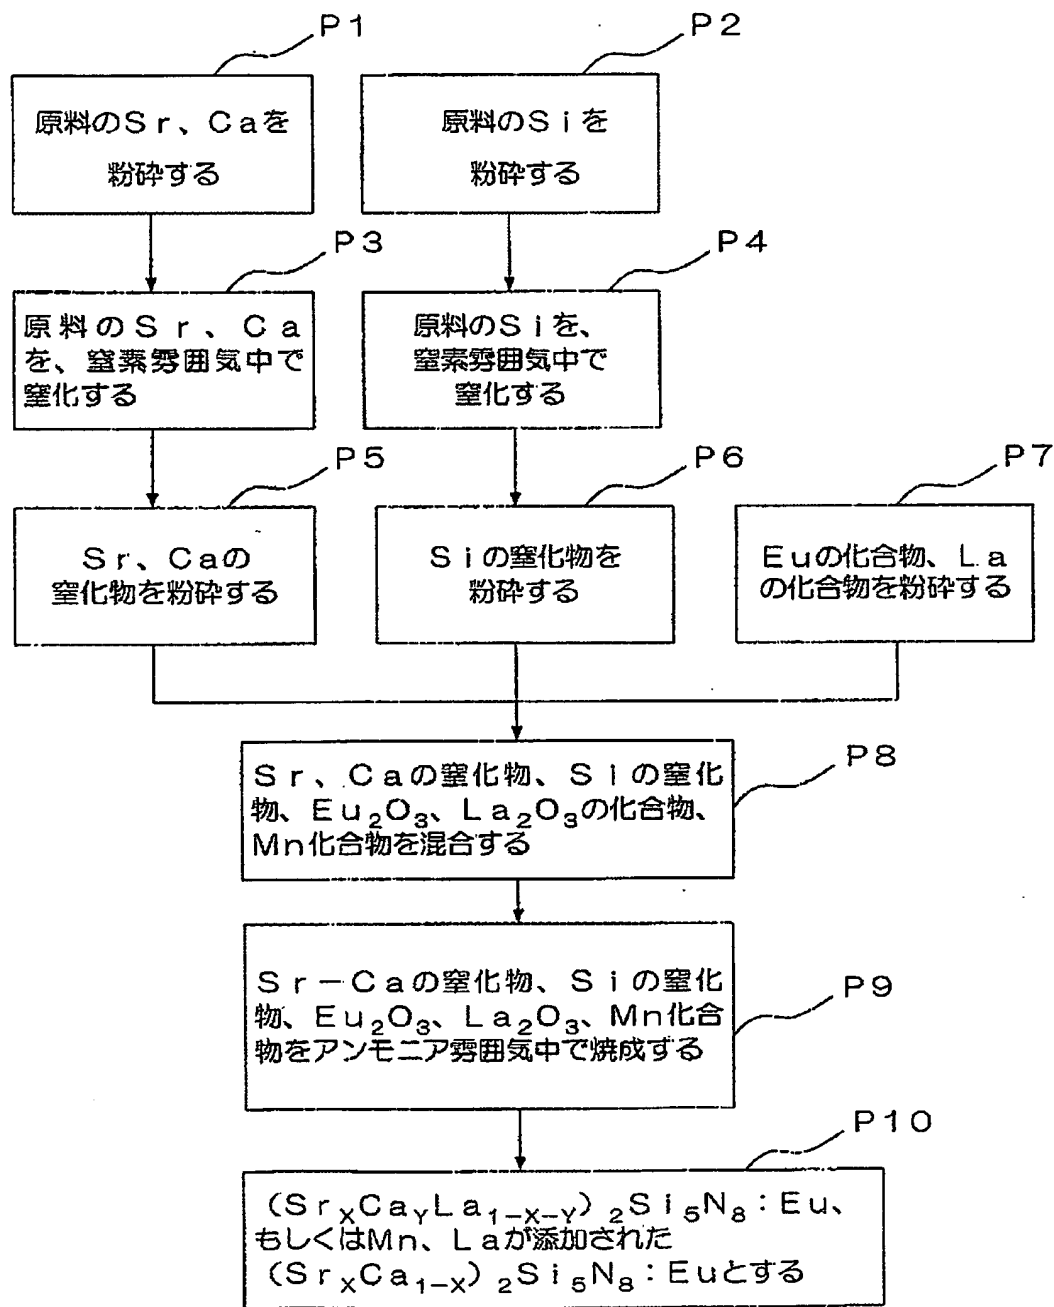 P1
P2
原料のSr、Caを
粉砕する
原料のSiを
粉砕する
P3
P4
原料のSr、Ca
を、窒素雰囲気中で
窒化する
原料のSiを、
窒素雰囲気中で
窒化する
P5
P6
P7
Sr、Caの
窒化物を粉砕する
Siの窒化物を
粉砕する
Euの化合物、La
の化合物を粉砕する
P8
Sr、Caの窒化物、Siの窒化
物、Eu₂O₃、La₂O₃の化合物、
Mn化合物を混合する
P9
Sr－Caの窒化物、Siの窒化
物、Eu₂O₃、La₂O₃、Mn化合
物をアンモニア雰囲気中で焼成する
P10
(SrXCaYLa1-X-Y)₂Si₅N₈：Eu、
もしくはMn、Laが添加された
(SrXCa1-X)₂Si₅N₈：Euとする